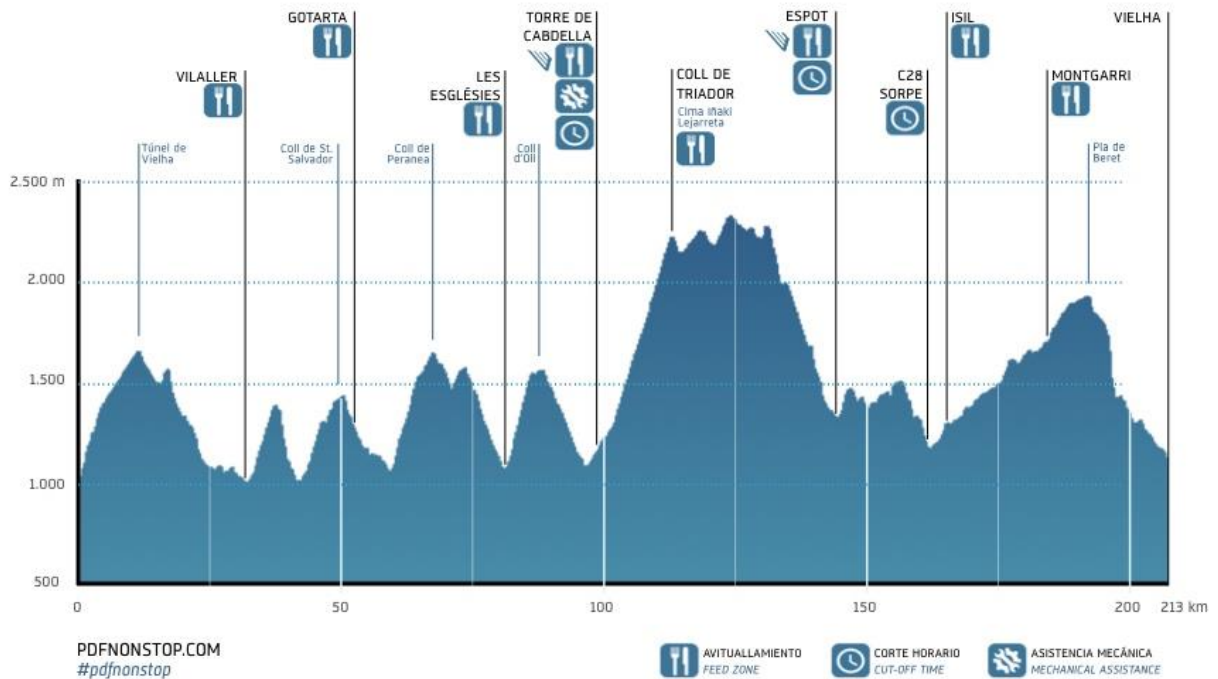 GOTARTA
TORRE DE
CABDELLA
ESPOT
ISIL
VIELHA
VILALLER
LES
ESGLÉSIES
COLL DE
TRIADOR
Cima Iñaki
Lejarreta
C28
SORPE
MONTGARRI
Túnel de
Vielha
Coll de St.
Salvador
Coll de
Peranea
Coll
d'Oli
Pla de
Beret
2.500 m
2.000
1.500
1.000
500
0
50
100
150
200
213 km
PDFNONSTOP.COM
#pdfnonstop
AVITUALLAMIENTO
FEED ZONE
CORTE HORARIO
CUT-OFF TIME
ASISTENCIA MECÁNICA
MECHANICAL ASSISTANCE